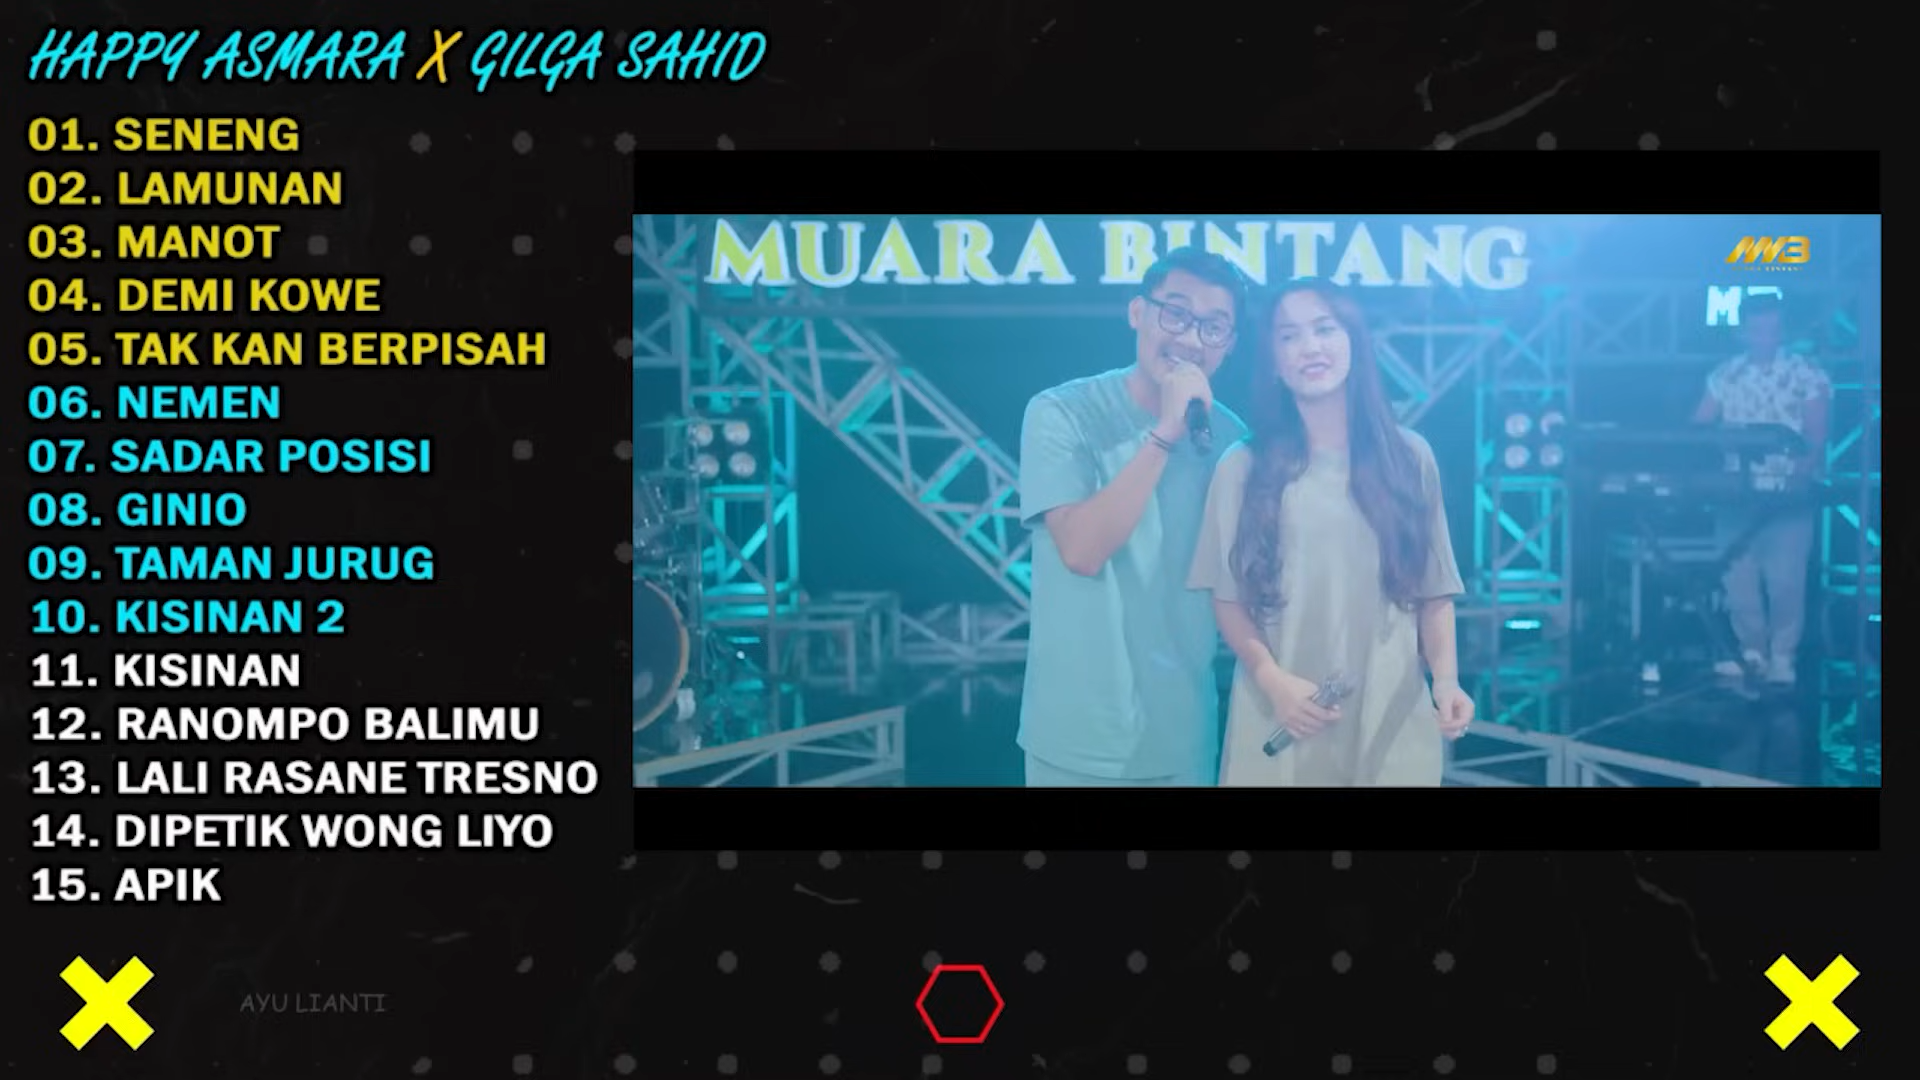 HAPPY ASMARA X GILGA SAHID
01. SENENG
02. LAMUNAN
03. MANOT
04. DEMI KOWE
05. TAK KAN BERPISAH
06. NEMEN
07. SADAR POSISI
08. GINIO
09. TAMAN JURUG
10. KISINAN 2
11. KISINAN
12. RANOMPO BALIMU
13. LALI RASANE TRESNO
14. DIPETIK WONG LIYO
15. APIK
MUARA BINTANG
AYU LIANTI